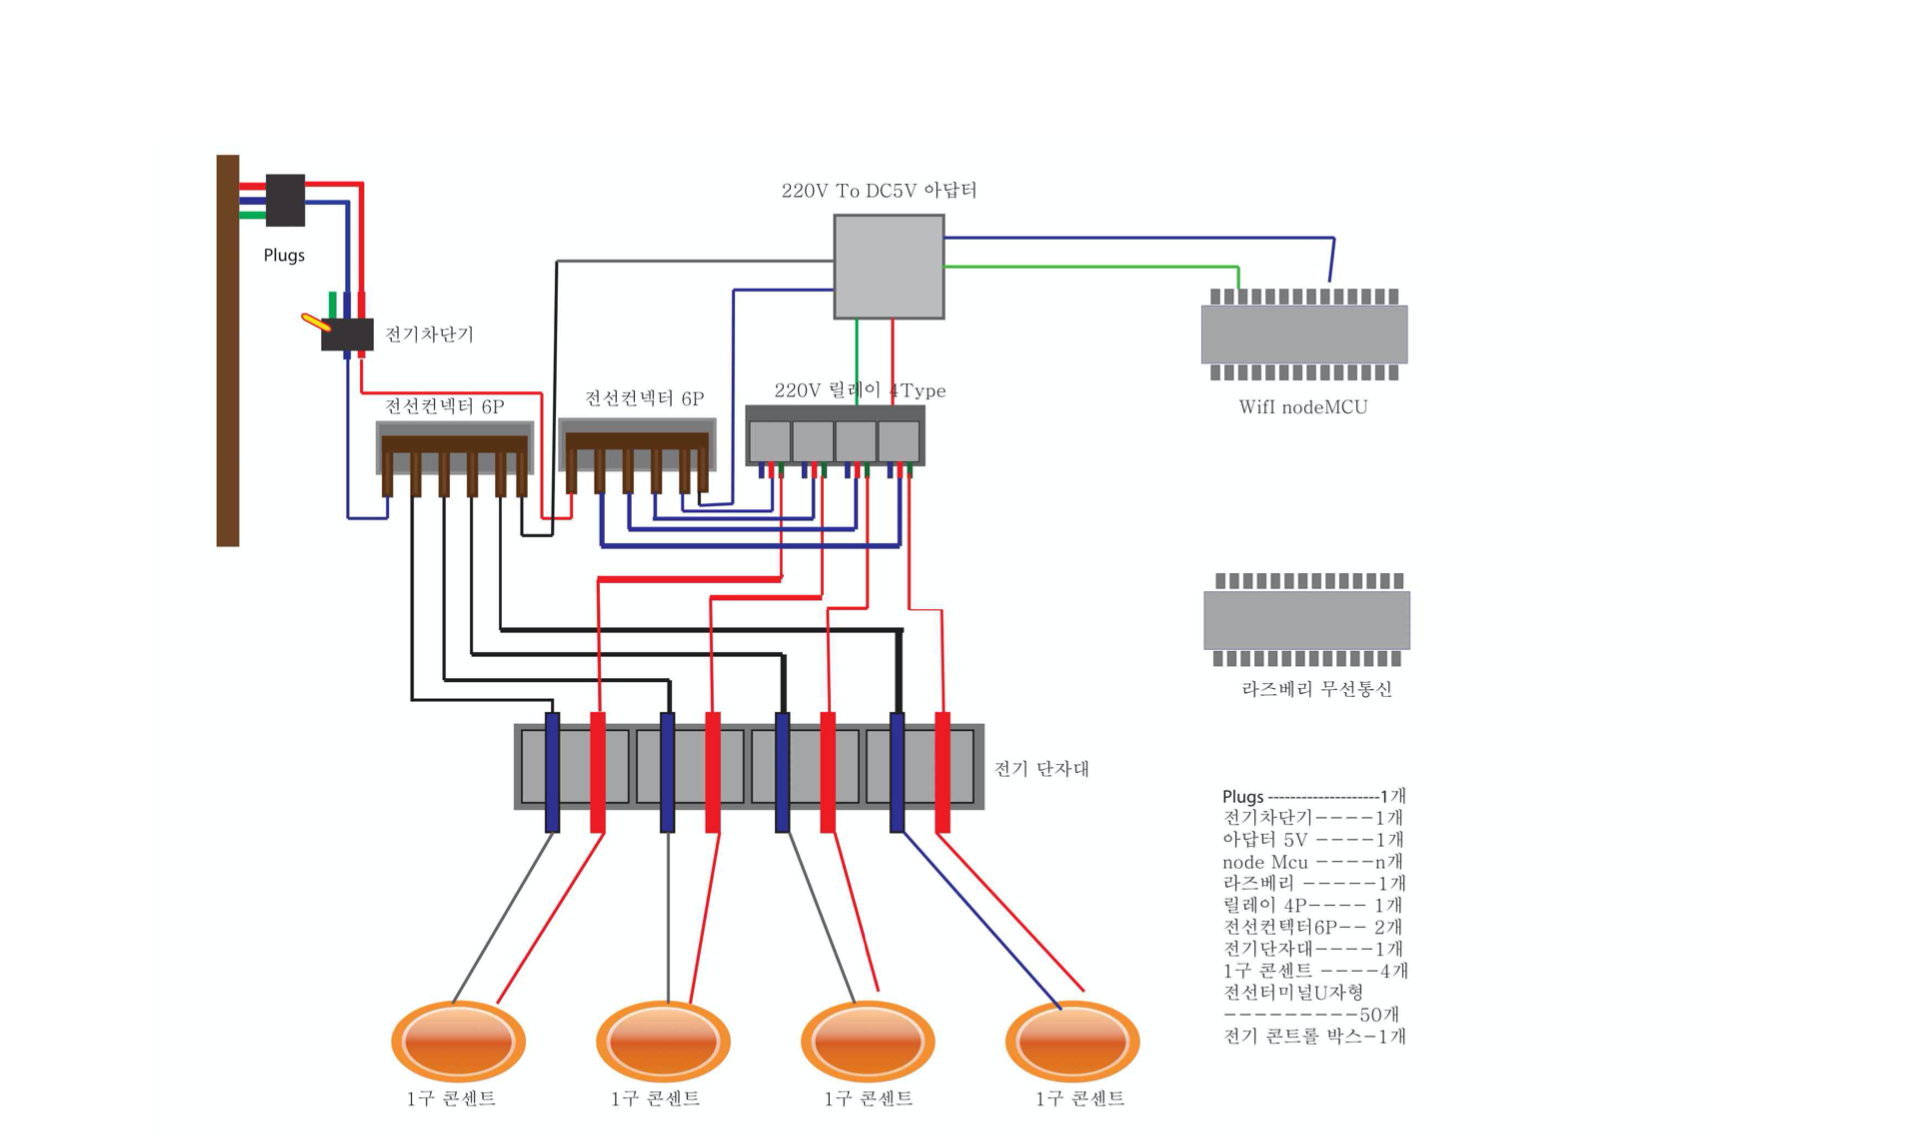 220V To DC5V 아답터
Plugs
전기차단기
220V 릴레이 4Type
전선컨넥터 6P
전선컨넥터 6P
WifI nodeMCU
라즈베리 무선통신
전기 단자대
Plugs --------------------1개
전기차단기----1개
아답터 5V ----1개
node Mcu ----n개
라즈베리 -----1개
릴레이 4P---- 1개
전선컨텍터6P-- 2개
전기단자대----1개
1구 콘센트 ----4개
전선터미널U자형
---------50개
전기 콘트롤 박스-1개
1구 콘센트
1구 콘센트
1구 콘센트
1구 콘센트